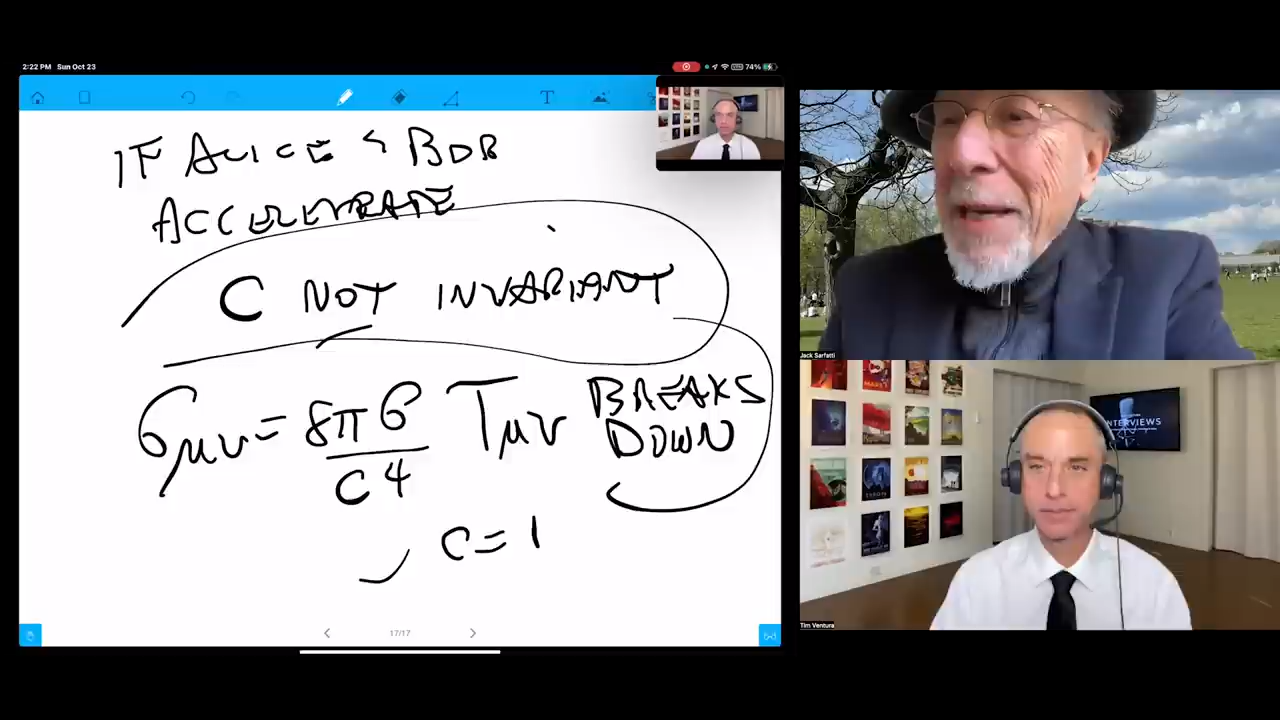 2:22 PM Sun Oct 23
74%
IF ALICE & BOB
ACCELEVRATE
C NOT INVARIANT
Gμν = 8πG Tμν BREAKS
C4 DOWN
C = 1
17/17
Jack Sarfatti
INTERVIEWS
Tim Ventura